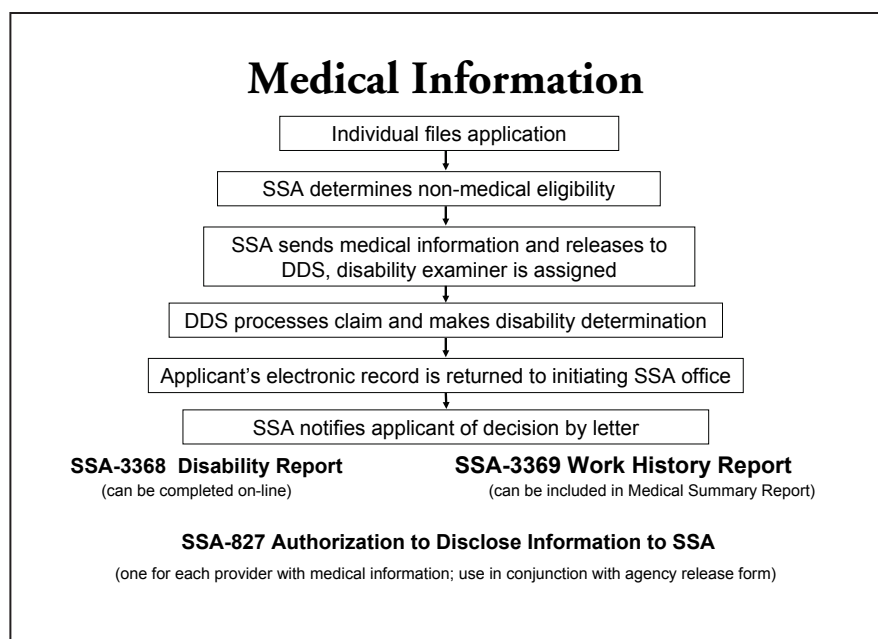 Medical Information
Individual files application
SSA determines non-medical eligibility
SSA sends medical information and releases to
DDS, disability examiner is assigned
DDS processes claim and makes disability determination
Applicant’s electronic record is returned to initiating SSA office
SSA notifies applicant of decision by letter
SSA-3368  Disability Report
(can be completed on-line)
SSA-3369 Work History Report
(can be included in Medical Summary Report)
SSA-827 Authorization to Disclose Information to SSA
(one for each provider with medical information; use in conjunction with agency release form)